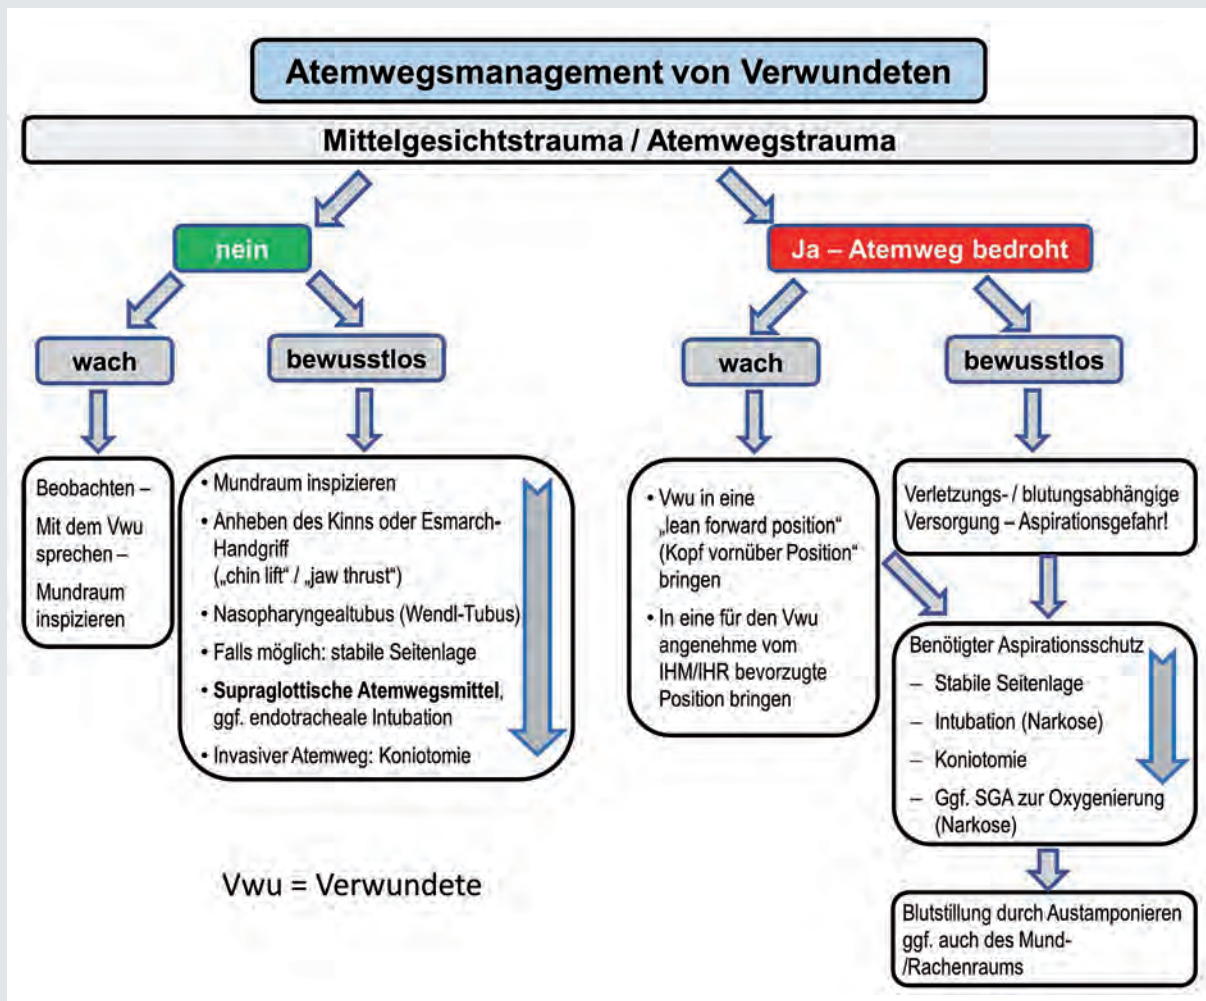 Atemwegsmanagement von Verwundeten
Mittelgesichtstrauma / Atemwegstrauma
nein
Ja – Atemweg bedroht
wach
bewusstlos
wach
bewusstlos
Beobachten –
Mit dem Vwu
sprechen –
Mundraum
inspizieren
• Mundraum inspizieren
• Anheben des Kinns oder Esmarch-
Handgriff
(„chin lift“ / „jaw thrust“)
• Nasopharyngealtubus (Wendl-Tubus)
• Falls möglich: stabile Seitenlage
• Supraglottische Atemwegsmittel,
ggf. endotracheale Intubation
• Invasiver Atemweg: Koniotomie
• Vwu in eine
„lean forward position“
(Kopf vornüber Position“
bringen
• In eine für den Vwu
angenehme vom
IHM/IHR bevorzugte
Position bringen
Verletzungs- / blutungsabhängige
Versorgung – Aspirationsgefahr!
Benötigter Aspirationsschutz
– Stabile Seitenlage
– Intubation (Narkose)
– Koniotomie
– Ggf. SGA zur Oxygenierung
(Narkose)
Blutstillung durch Austamponieren
ggf. auch des Mund-
/Rachenraums
Vwu = Verwundete